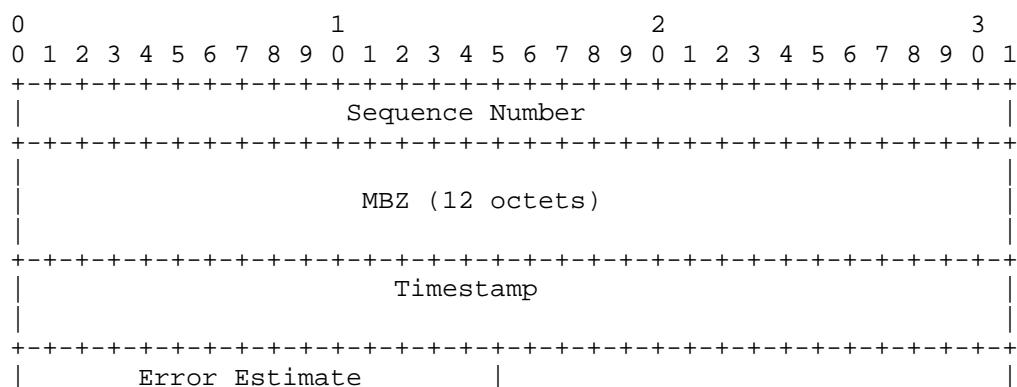 0                   1                   2                   3
0 1 2 3 4 5 6 7 8 9 0 1 2 3 4 5 6 7 8 9 0 1 2 3 4 5 6 7 8 9 0 1
+-+-+-+-+-+-+-+-+-+-+-+-+-+-+-+-+-+-+-+-+-+-+-+-+-+-+-+-+-+-+-+
|                    Sequence Number                          |
+-+-+-+-+-+-+-+-+-+-+-+-+-+-+-+-+-+-+-+-+-+-+-+-+-+-+-+-+-+-+-+
|                                                             |
|                     MBZ (12 octets)                         |
|                                                             |
+-+-+-+-+-+-+-+-+-+-+-+-+-+-+-+-+-+-+-+-+-+-+-+-+-+-+-+-+-+-+-+
|                       Timestamp                             |
|                                                             |
+-+-+-+-+-+-+-+-+-+-+-+-+-+-+-+-+-+-+-+-+-+-+-+-+-+-+-+-+-+-+-+
|       Error Estimate        |                               |